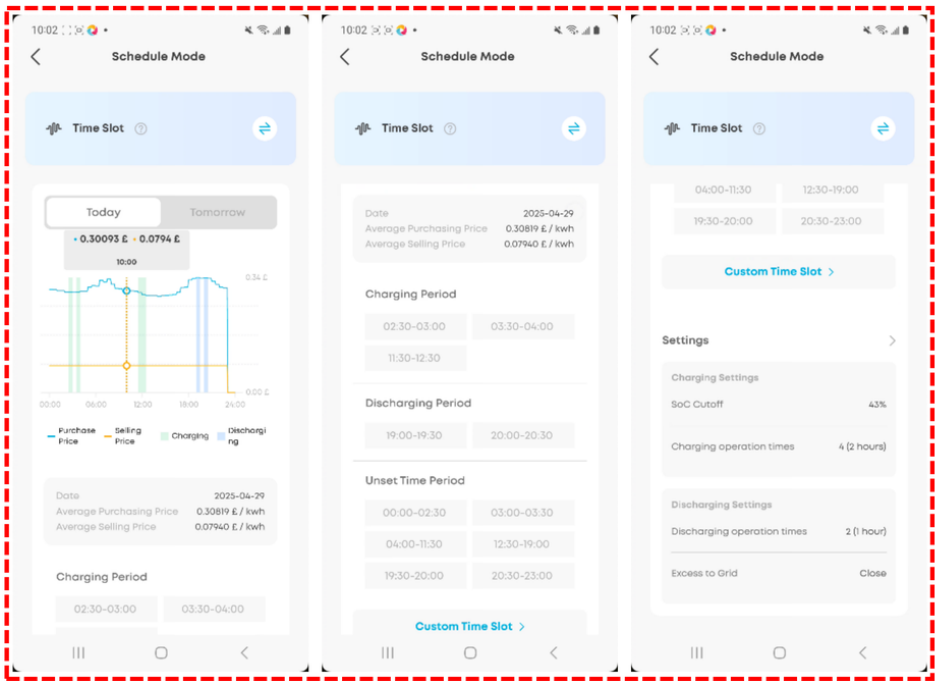 10:02
Schedule Mode
Time Slot ?
Today Tomorrow
0.30093 £ 0.0794 £
10:00
0.34 £
0.00 £
00:00 06:00 12:00 18:00 24:00
Purchase Price
Selling Price
Charging
Dischargi
ng
Date 2025-04-29
Average Purchasing Price 0.30819 £ / kwh
Average Selling Price 0.07940 £ / kwh
Charging Period
02:30-03:00 03:30-04:00
10:02
Schedule Mode
Time Slot ?
Date 2025-04-29
Average Purchasing Price 0.30819 £ / kwh
Average Selling Price 0.07940 £ / kwh
Charging Period
02:30-03:00 03:30-04:00
11:30-12:30
Discharging Period
19:00-19:30 20:00-20:30
Unset Time Period
00:00-02:30 03:00-03:30
04:00-11:30 12:30-19:00
19:30-20:00 20:30-23:00
Custom Time Slot >
10:02
Schedule Mode
Time Slot ?
04:00-11:30 12:30-19:00
19:30-20:00 20:30-23:00
Custom Time Slot >
Settings >
Charging Settings
SoC Cutoff 43%
Charging operation times 4 (2 hours)
Discharging Settings
Discharging operation times 2 (1 hour)
Excess to Grid Close